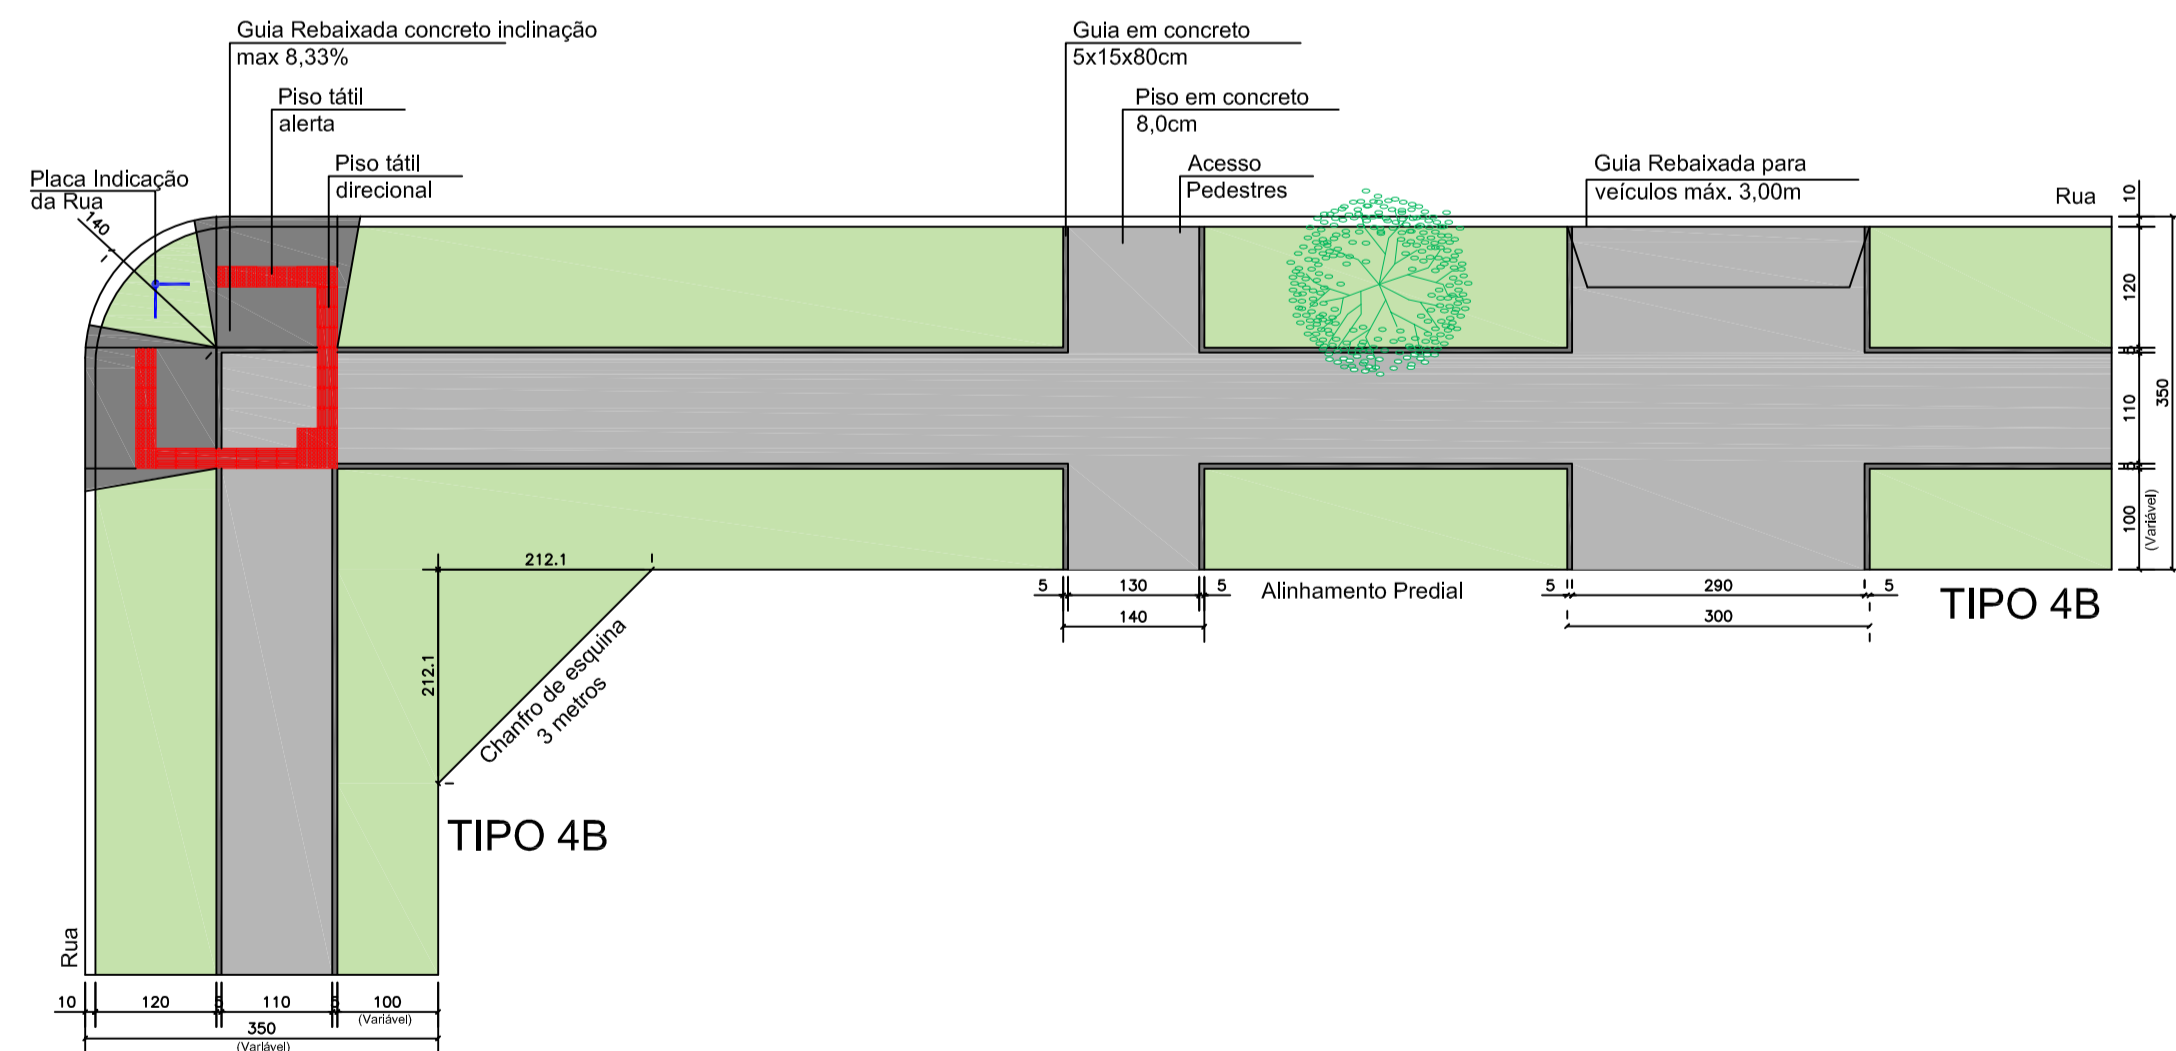 Guia Rebaixada concreto inclinação
max 8,33%
Guia em concreto
5x15x80cm
Piso tátil
alerta
Piso em concreto
8,0cm
Piso tátil
direcional
Acesso
Pedestres
Guia Rebaixada para
veículos máx. 3,00m
Placa Indicação
da Rua
Rua
10
140
120
5
110
350
5
100
(Variável)
212.1
212.1
Chanfro de esquina
3 metros
5
130
5
140
Alinhamento Predial
5
290
5
300
TIPO 4B
TIPO 4B
Rua
10
120
5
110
5
100
(Variável)
350
(Variável)